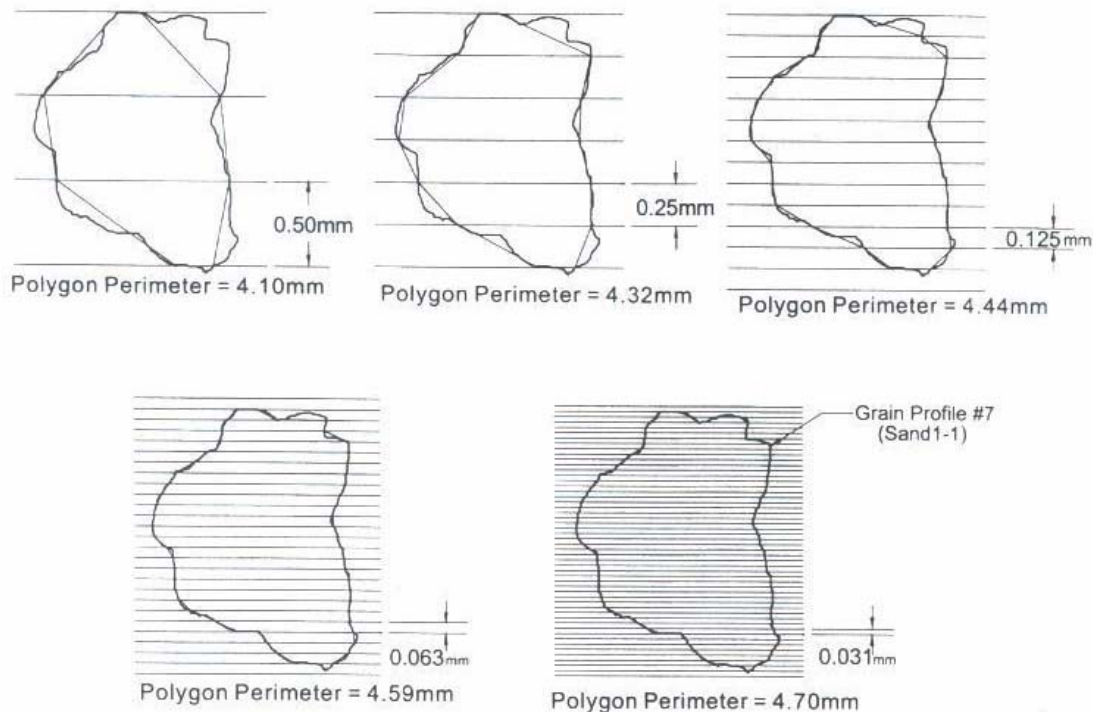 0.50mm
Polygon Perimeter = 4.10mm
0.25mm
Polygon Perimeter = 4.32mm
0.125mm
Polygon Perimeter = 4.44mm
0.063mm
Polygon Perimeter = 4.59mm
Grain Profile #7
(Sand1-1)
0.031mm
Polygon Perimeter = 4.70mm